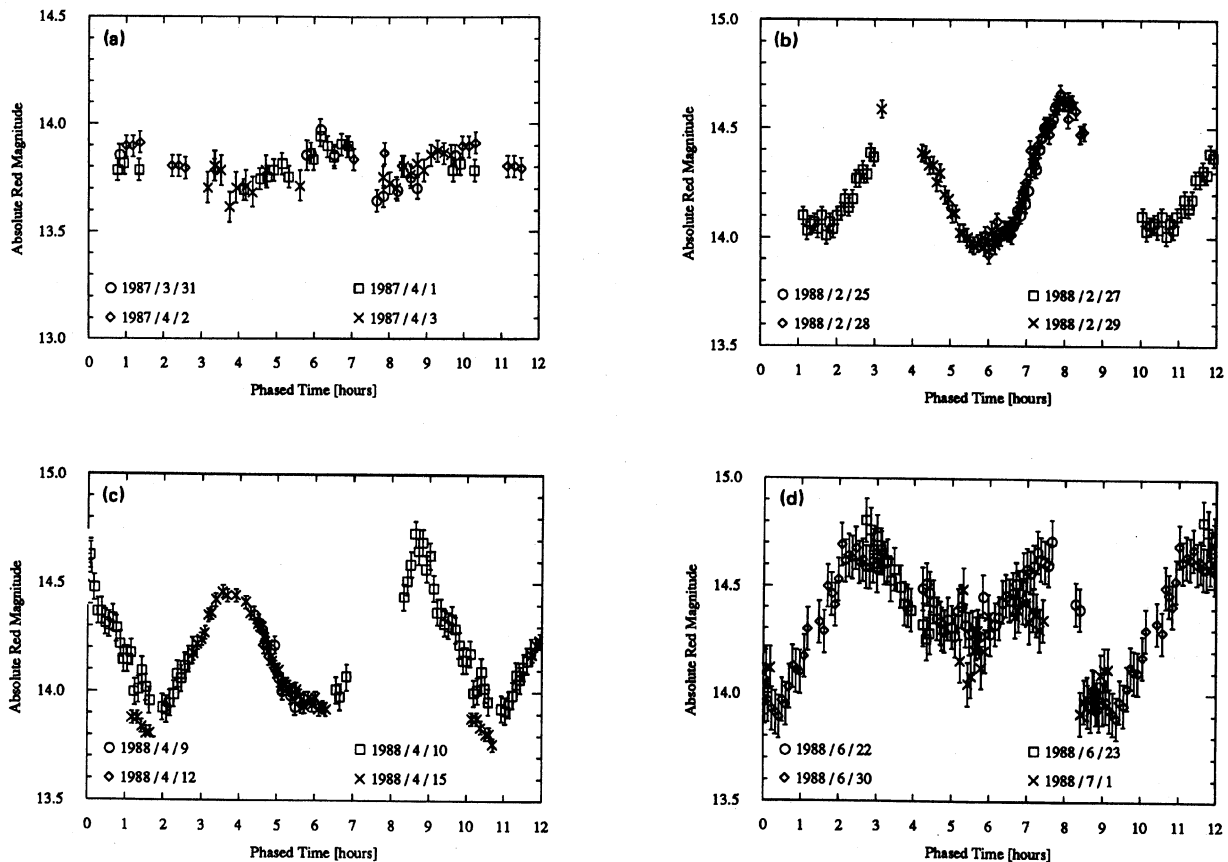 (a)
Absolute Red Magnitude
14.5
14.0
13.5
13.0
1987 / 3 / 31
1987 / 4 / 1
1987 / 4 / 2
1987 / 4 / 3
0 1 2 3 4 5 6 7 8 9 10 11 12
Phased Time [hours]
(b)
Absolute Red Magnitude
15.0
14.5
14.0
13.5
1988 / 2 / 25
1988 / 2 / 27
1988 / 2 / 28
1988 / 2 / 29
0 1 2 3 4 5 6 7 8 9 10 11 12
Phased Time [hours]
(c)
Absolute Red Magnitude
15.0
14.5
14.0
13.5
1988 / 4 / 9
1988 / 4 / 10
1988 / 4 / 12
1988 / 4 / 15
0 1 2 3 4 5 6 7 8 9 10 11 12
Phased Time [hours]
(d)
Absolute Red Magnitude
15.0
14.5
14.0
13.5
1988 / 6 / 22
1988 / 6 / 23
1988 / 6 / 30
1988 / 7 / 1
0 1 2 3 4 5 6 7 8 9 10 11 12
Phased Time [hours]